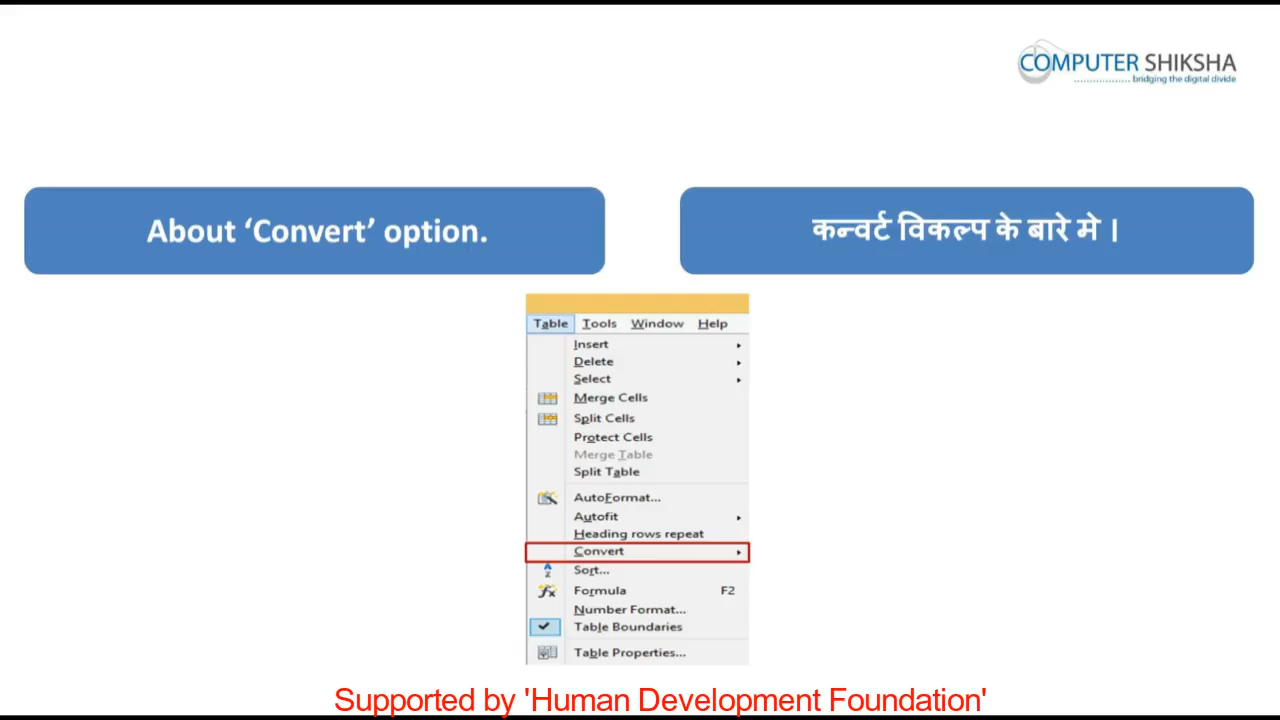 COMPUTER SHIKSHA
bridging the digital divide
About ‘Convert’ option.
कन्वर्ट विकल्प के बारे मे |
Table Tools Window Help
Insert
Delete
Select
Merge Cells
Split Cells
Protect Cells
Merge Table
Split Table
AutoFormat...
Autofit
Heading rows repeat
Convert
Sort...
Formula F2
Number Format...
Table Boundaries
Table Properties...
Supported by 'Human Development Foundation'